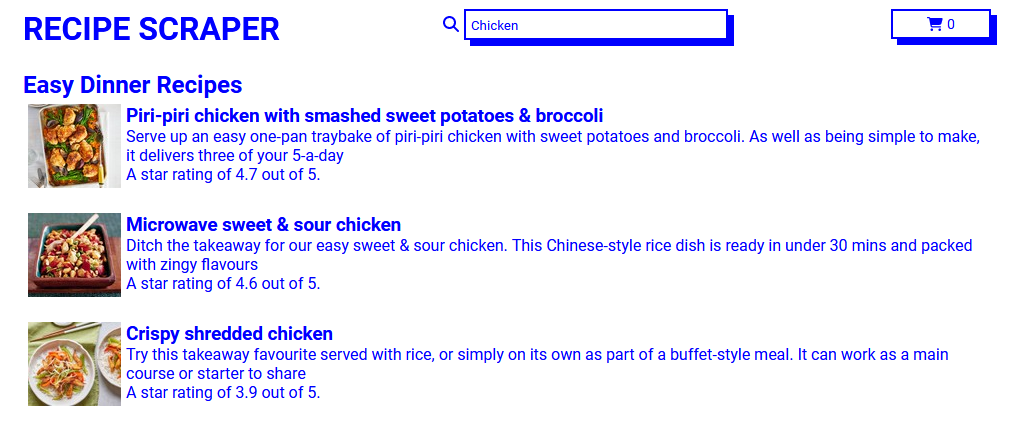 RECIPE SCRAPER
Chicken
0
Easy Dinner Recipes
Piri-piri chicken with smashed sweet potatoes & broccoli
Serve up an easy one-pan traybake of piri-piri chicken with sweet potatoes and broccoli. As well as being simple to make,
it delivers three of your 5-a-day
A star rating of 4.7 out of 5.
Microwave sweet & sour chicken
Ditch the takeaway for our easy sweet & sour chicken. This Chinese-style rice dish is ready in under 30 mins and packed
with zingy flavours
A star rating of 4.6 out of 5.
Crispy shredded chicken
Try this takeaway favourite served with rice, or simply on its own as part of a buffet-style meal. It can work as a main
course or starter to share
A star rating of 3.9 out of 5.